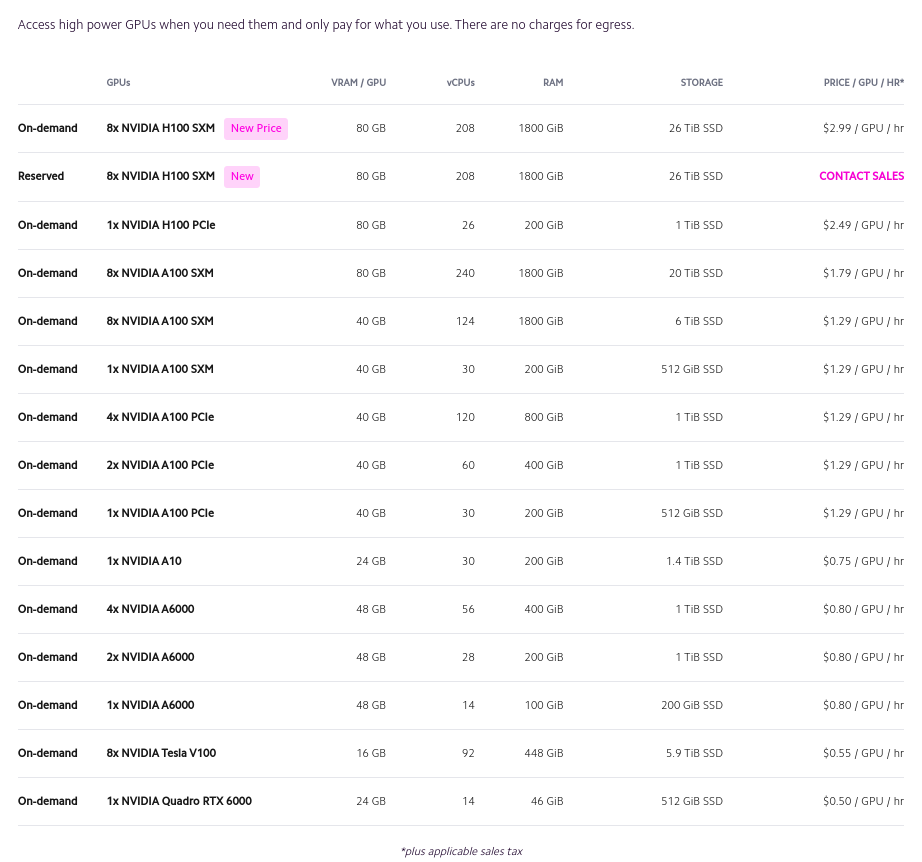 Access high power GPUs when you need them and only pay for what you use. There are no charges for egress.
GPUs VRAM / GPU vCPUs RAM STORAGE PRICE / GPU / HR*
On-demand 8x NVIDIA H100 SXM New Price 80 GB 208 1800 GiB 26 TiB SSD $2.99 / GPU / hr
Reserved 8x NVIDIA H100 SXM New 80 GB 208 1800 GiB 26 TiB SSD CONTACT SALES
On-demand 1x NVIDIA H100 PCIe 80 GB 26 200 GiB 1 TiB SSD $2.49 / GPU / hr
On-demand 8x NVIDIA A100 SXM 80 GB 240 1800 GiB 20 TiB SSD $1.79 / GPU / hr
On-demand 8x NVIDIA A100 SXM 40 GB 124 1800 GiB 6 TiB SSD $1.29 / GPU / hr
On-demand 1x NVIDIA A100 SXM 40 GB 30 200 GiB 512 GiB SSD $1.29 / GPU / hr
On-demand 4x NVIDIA A100 PCIe 40 GB 120 800 GiB 1 TiB SSD $1.29 / GPU / hr
On-demand 2x NVIDIA A100 PCIe 40 GB 60 400 GiB 1 TiB SSD $1.29 / GPU / hr
On-demand 1x NVIDIA A100 PCIe 40 GB 30 200 GiB 512 GiB SSD $1.29 / GPU / hr
On-demand 1x NVIDIA A10 24 GB 30 200 GiB 1.4 TiB SSD $0.75 / GPU / hr
On-demand 4x NVIDIA A6000 48 GB 56 400 GiB 1 TiB SSD $0.80 / GPU / hr
On-demand 2x NVIDIA A6000 48 GB 28 200 GiB 1 TiB SSD $0.80 / GPU / hr
On-demand 1x NVIDIA A6000 48 GB 14 100 GiB 200 GiB SSD $0.80 / GPU / hr
On-demand 8x NVIDIA Tesla V100 16 GB 92 448 GiB 5.9 TiB SSD $0.55 / GPU / hr
On-demand 1x NVIDIA Quadro RTX 6000 24 GB 14 46 GiB 512 GiB SSD $0.50 / GPU / hr
*plus applicable sales tax